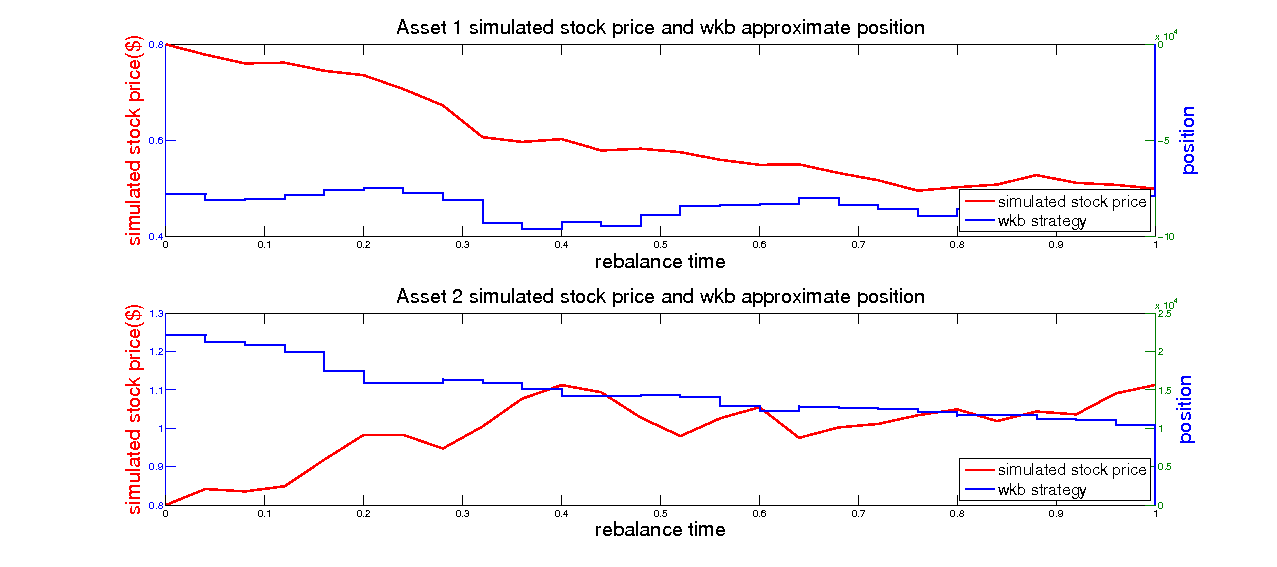 Asset 1 simulated stock price and wkb approximate position
simulated stock price($)
0.8
0.6
0.4
x 10^4
0
-5
-10
position
simulated stock price
wkb strategy
0 0.1 0.2 0.3 0.4 0.5 0.6 0.7 0.8 0.9 1
rebalance time
Asset 2 simulated stock price and wkb approximate position
simulated stock price($)
1.3
1.2
1.1
1
0.9
0.8
x 10^4
2.5
2
1.5
1
0.5
0
position
simulated stock price
wkb strategy
0 0.1 0.2 0.3 0.4 0.5 0.6 0.7 0.8 0.9 1
rebalance time